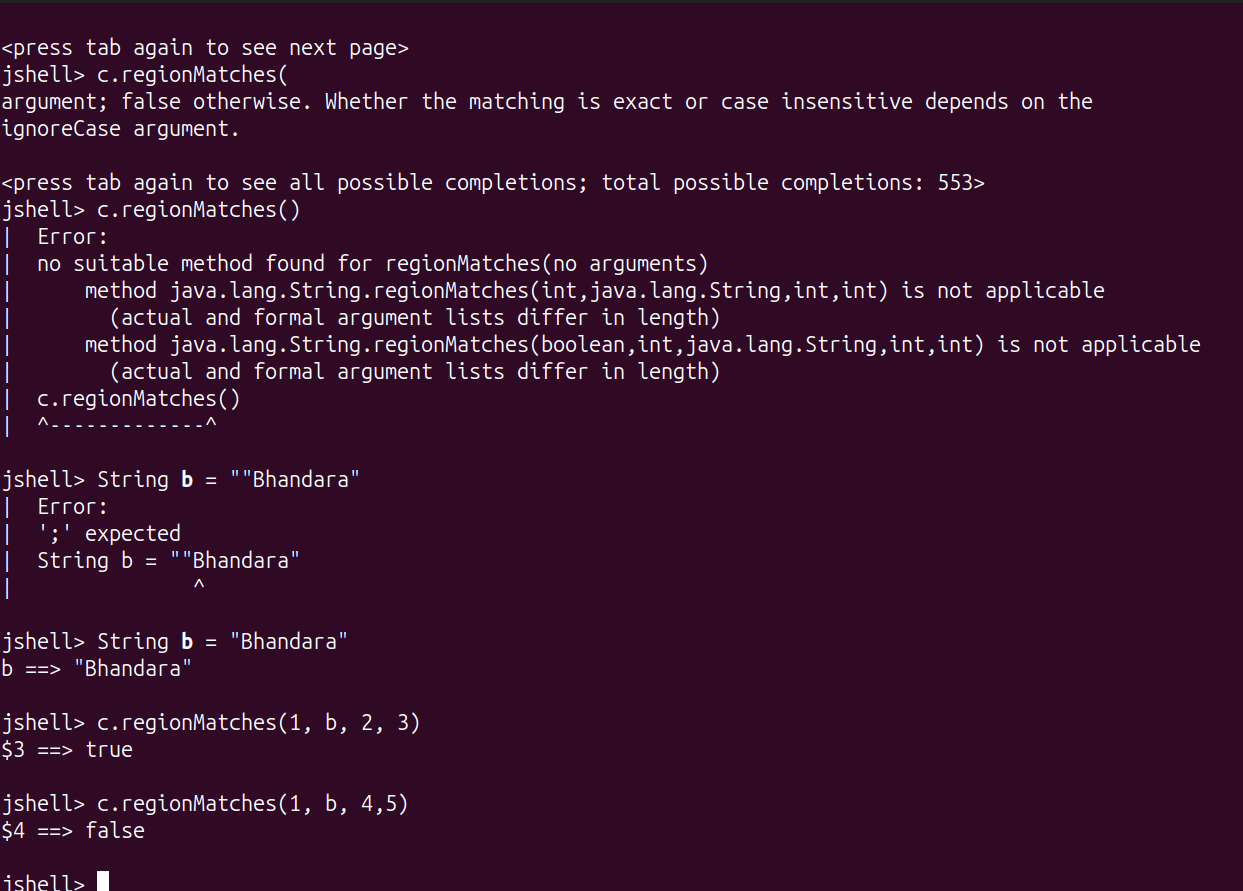 <press tab again to see next page>
jshell> c.regionMatches(
argument; false otherwise. Whether the matching is exact or case insensitive depends on the
ignoreCase argument.
<press tab again to see all possible completions; total possible completions: 553>
jshell> c.regionMatches()
|  Error:
|  no suitable method found for regionMatches(no arguments)
|      method java.lang.String.regionMatches(int,java.lang.String,int,int) is not applicable
|        (actual and formal argument lists differ in length)
|      method java.lang.String.regionMatches(boolean,int,java.lang.String,int,int) is not applicable
|        (actual and formal argument lists differ in length)
|  c.regionMatches()
|  ^-------------^
jshell> String b = ""Bhandara"
|  Error:
|  ';' expected
|  String b = ""Bhandara"
|               ^
jshell> String b = "Bhandara"
b ==> "Bhandara"
jshell> c.regionMatches(1, b, 2, 3)
$3 ==> true
jshell> c.regionMatches(1, b, 4,5)
$4 ==> false
jshell>